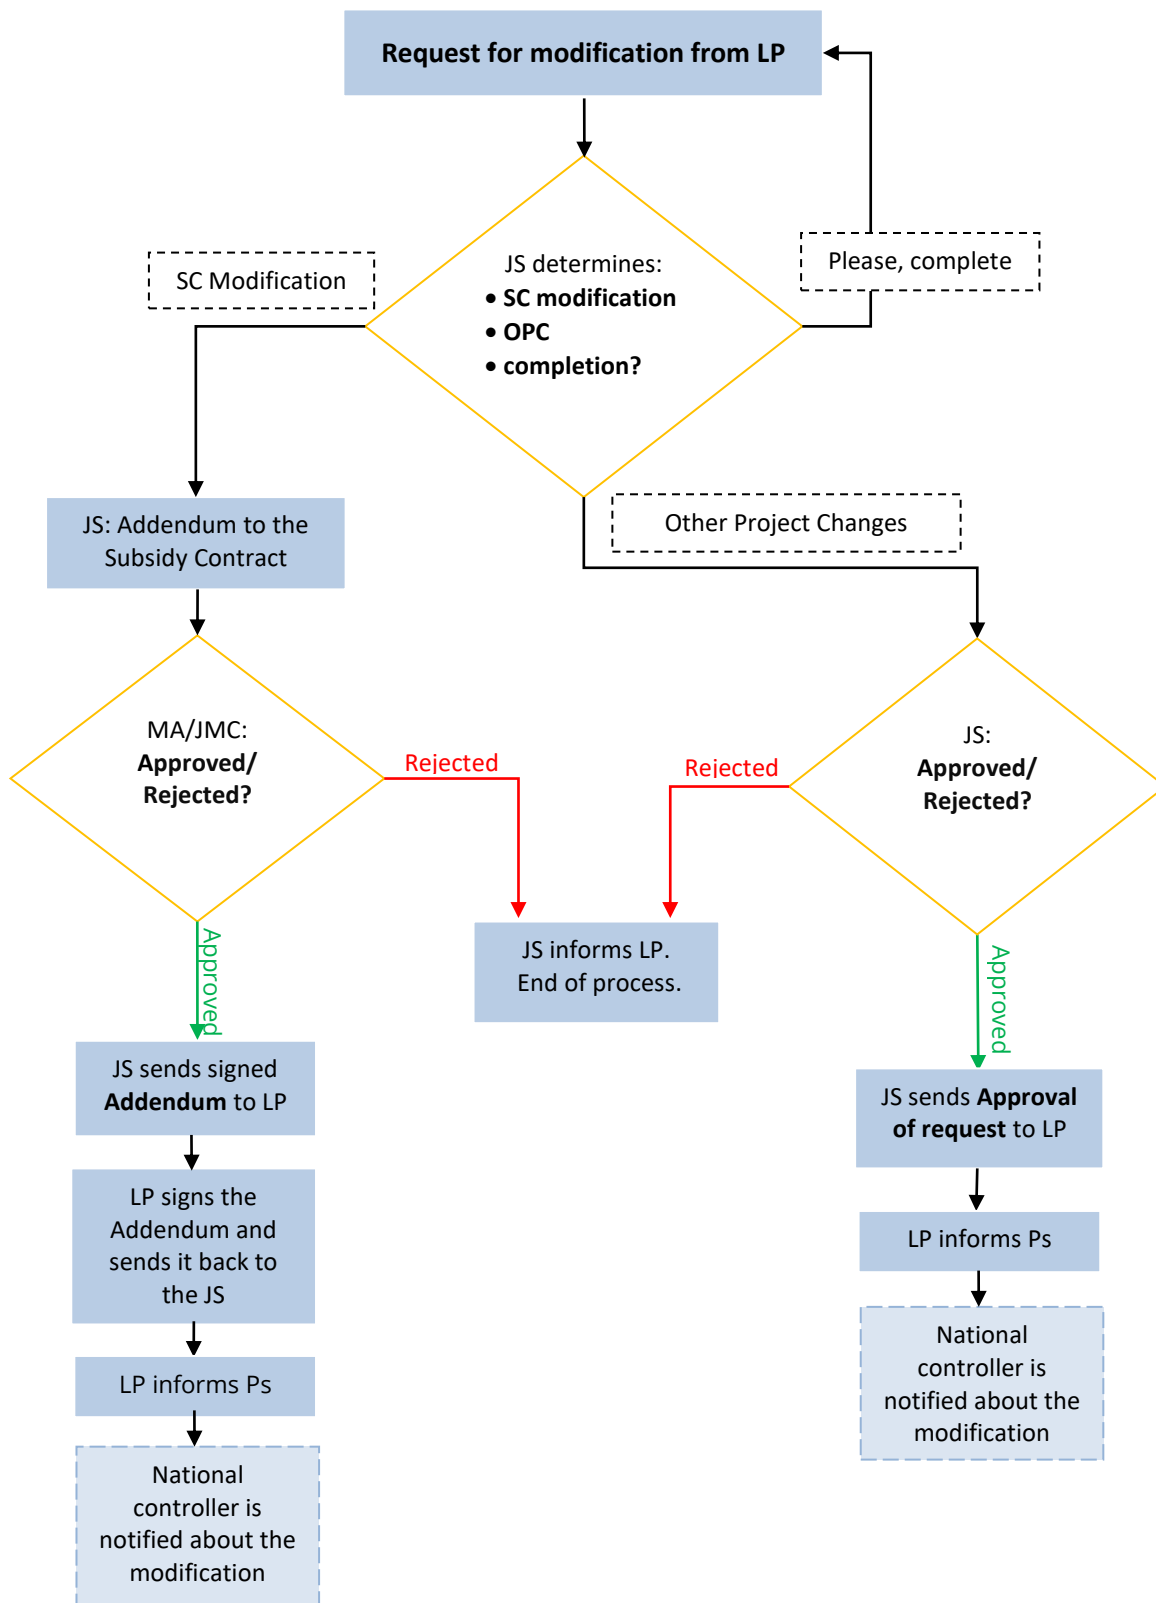 Request for modification from LP
SC Modification
JS determines:
• SC modification
• OPC
• completion?
Please, complete
JS: Addendum to the
Subsidy Contract
Other Project Changes
MA/JMC:
Approved/
Rejected?
Rejected
Rejected
JS:
Approved/
Rejected?
Approved
JS informs LP.
End of process.
Approved
JS sends signed
Addendum to LP
LP signs the
Addendum and
sends it back to
the JS
LP informs Ps
National
controller is
notified about the
modification
JS sends Approval
of request to LP
LP informs Ps
National
controller is
notified about the
modification